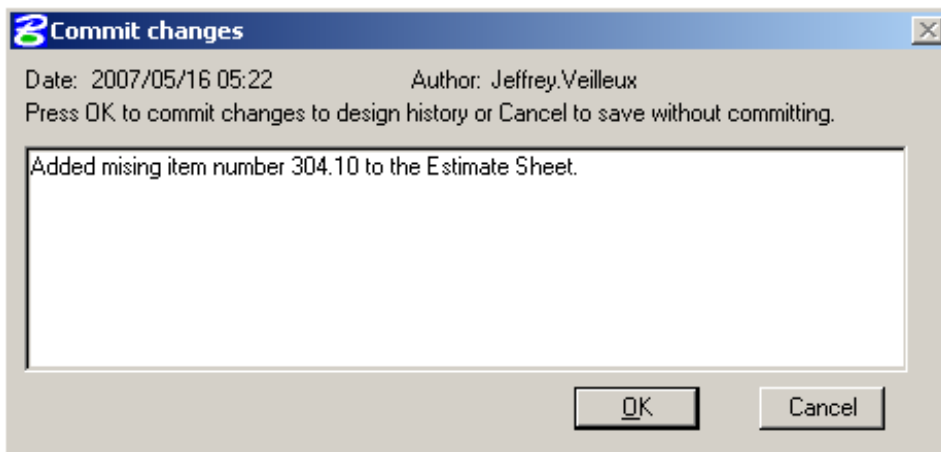 Commit changes
Date: 2007/05/16 05:22 Author: Jeffrey.Veilleux
Press OK to commit changes to design history or Cancel to save without committing.
Added mising item number 304.10 to the Estimate Sheet.
OK Cancel